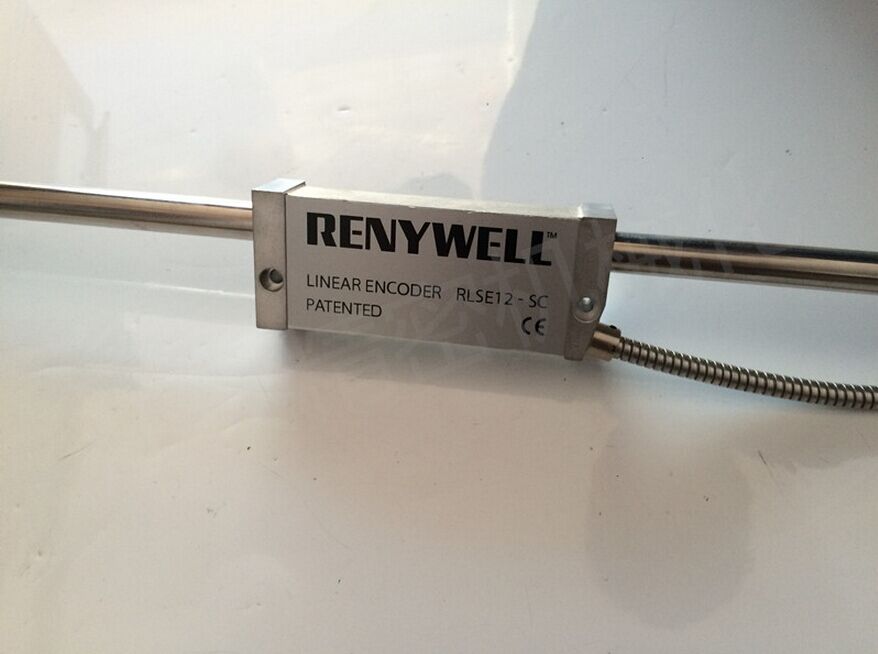 RENYWELL™
LINEAR ENCODER RLSE12 - SC
PATENTED
CE